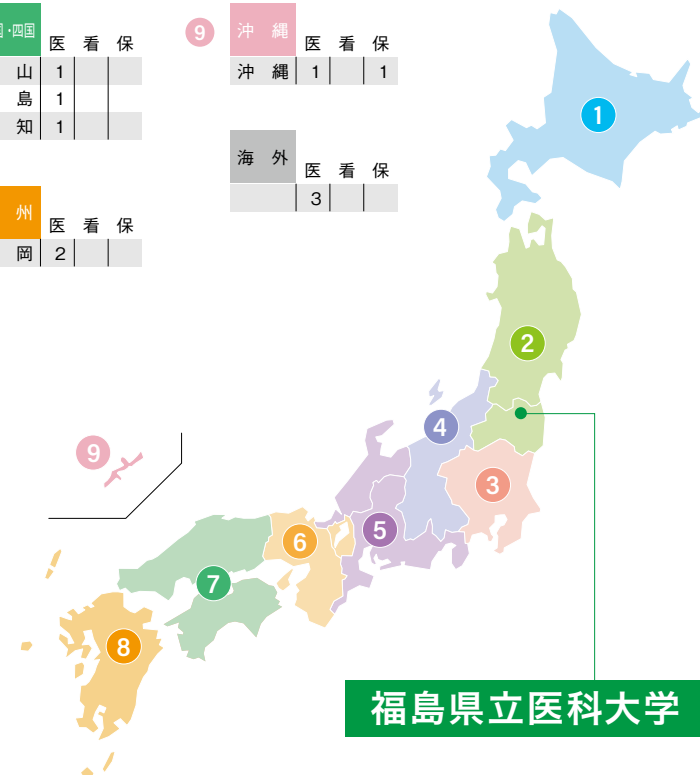 国・四国 医 看 保
山 1
島 1
知 1
州 医 看 保
岡 2
9 沖縄 医 看 保
沖縄 1 1
海外 医 看 保
3
1
2
4
3
9
5
6
7
8
福島県立医科大学